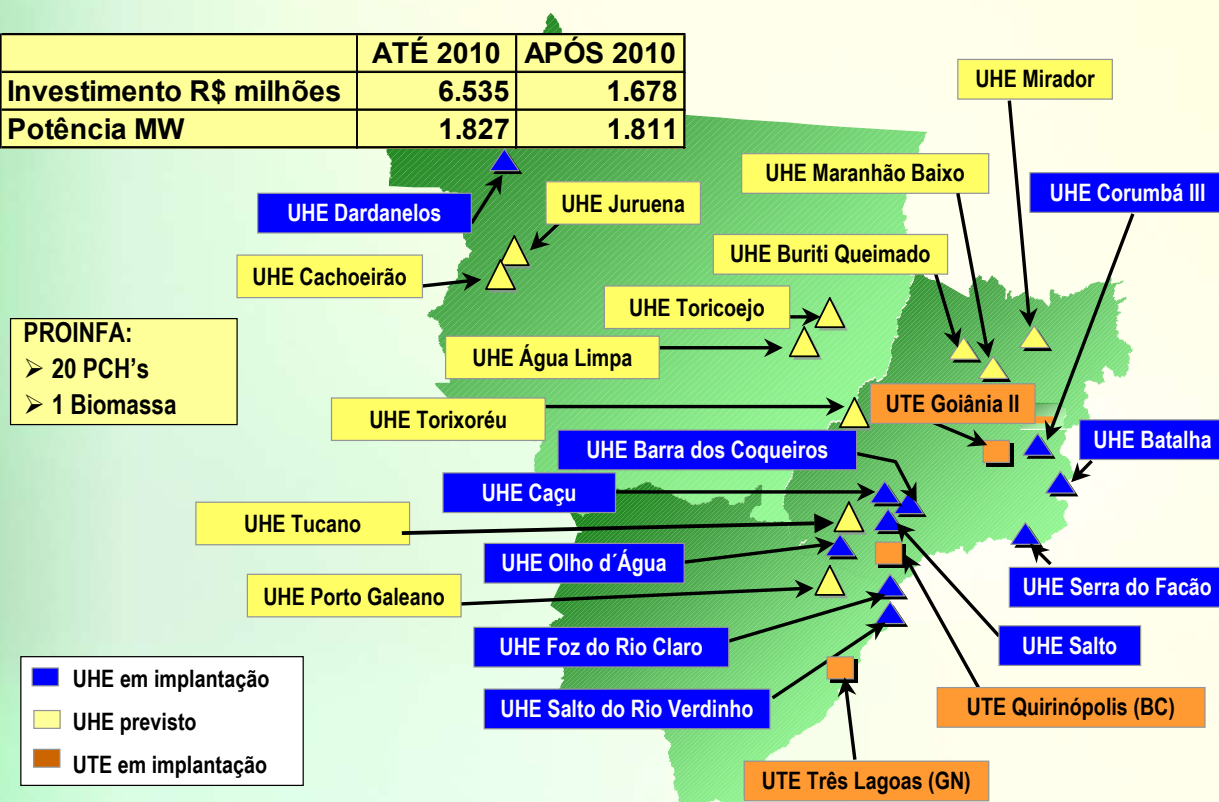 ATÉ 2010 APÓS 2010
Investimento R$ milhões 6.535 1.678
Potência MW 1.827 1.811
UHE Mirador
UHE Maranhão Baixo
UHE Corumbá III
UHE Dardanelos
UHE Juruena
UHE Buriti Queimado
UHE Cachoeirão
UHE Toricoejo
PROINFA:
➢ 20 PCH's
➢ 1 Biomassa
UHE Água Limpa
UHE Torixoréu
UTE Goiânia II
UHE Barra dos Coqueiros
UHE Batalha
UHE Caçu
UHE Tucano
UHE Olho d´Água
UHE Porto Galeano
UHE Serra do Facão
UHE Foz do Rio Claro
UHE Salto
UHE Salto do Rio Verdinho
UTE Quirinópolis (BC)
UTE Três Lagoas (GN)
UHE em implantação
UHE previsto
UTE em implantação